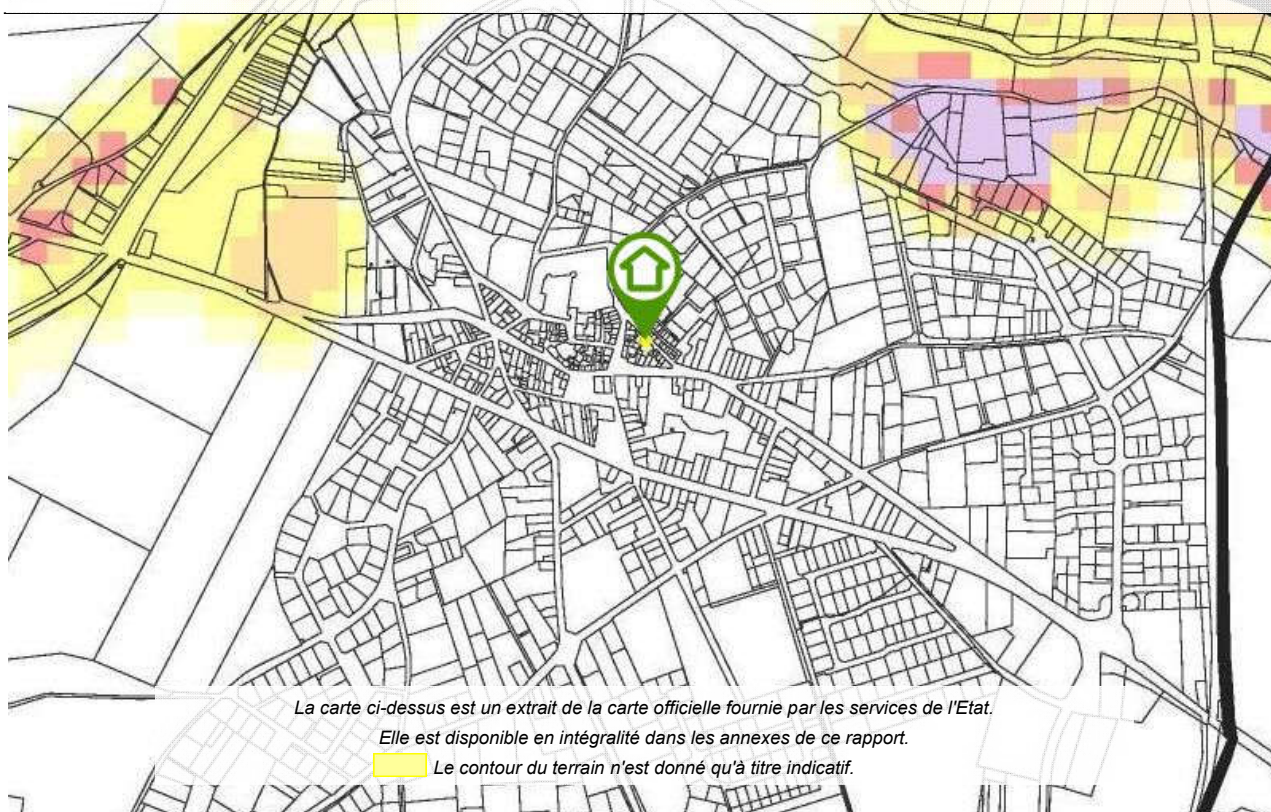 La carte ci-dessus est un extrait de la carte officielle fournie par les services de l'Etat.
Elle est disponible en intégralité dans les annexes de ce rapport.
Le contour du terrain n'est donné qu'à titre indicatif.